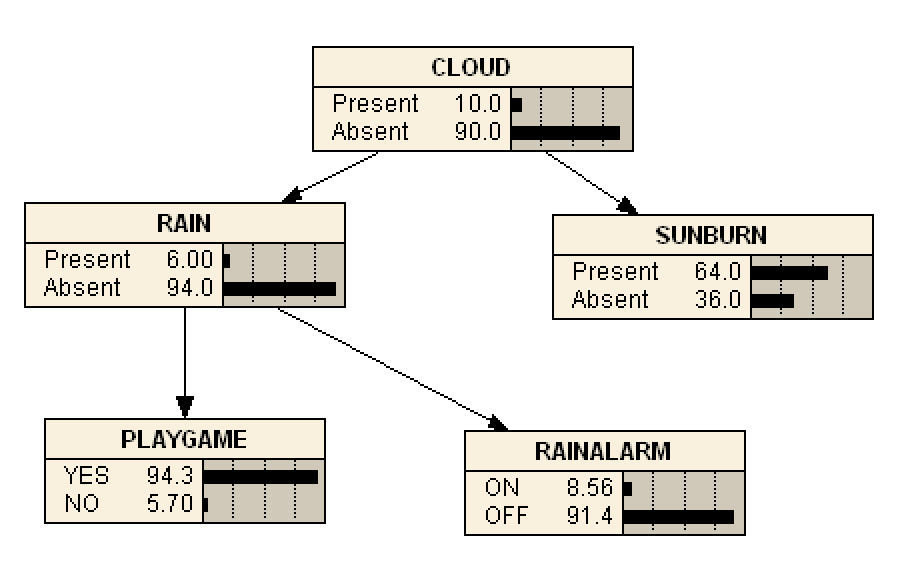 CLOUD
Present 10.0
Absent 90.0
RAIN
Present 6.00
Absent 94.0
SUNBURN
Present 64.0
Absent 36.0
PLAYGAME
YES 94.3
NO 5.70
RAINALARM
ON 8.56
OFF 91.4